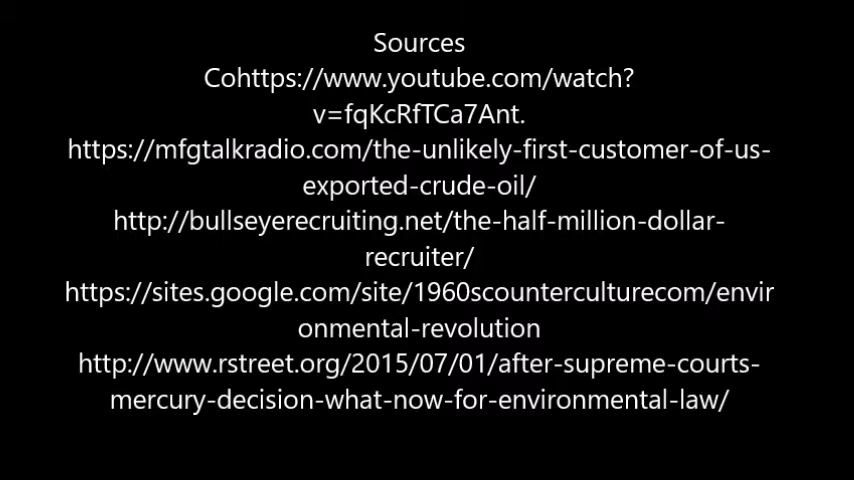 Sources
Cohttps://www.youtube.com/watch?
v=fqKcRfTCa7Ant.
https://mfgtalkradio.com/the-unlikely-first-customer-of-us-
exported-crude-oil/
http://bullseyerecruiting.net/the-half-million-dollar-
recruiter/
https://sites.google.com/site/1960scounterculturecom/envir
onmental-revolution
http://www.rstreet.org/2015/07/01/after-supreme-courts-
mercury-decision-what-now-for-environmental-law/